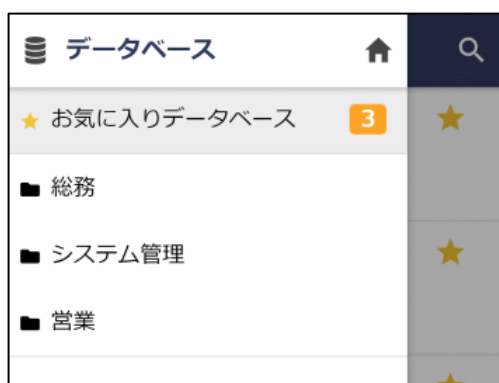 データベース
お気に入りデータベース 3
総務
システム管理
営業